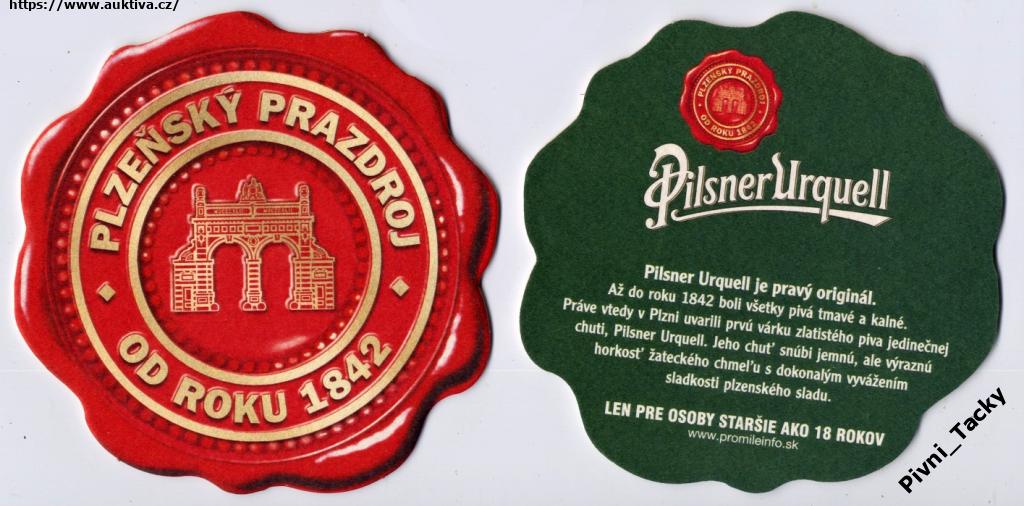 https://www.auktiva.cz/
PLZEŇSKÝ PRAZDROJ
OD ROKU 1842
PLZEŇSKÝ PRAZDROJ
OD ROKU 1842
Pilsner Urquell
Pilsner Urquell je pravý originál.
Až do roku 1842 boli všetky pivá tmavé a kalné.
Práve vtedy v Plzni uvarili prvú várku zlatistého piva jedinečnej
chuti, Pilsner Urquell. Jeho chuť snúbi jemnú, ale výraznú
horkosť žateckého chmeľu s dokonalým vyvážením
sladkosti plzenského sladu.
LEN PRE OSOBY STARŠIE AKO 18 ROKOV
www.promileinfo.sk
Pivni_Tacky